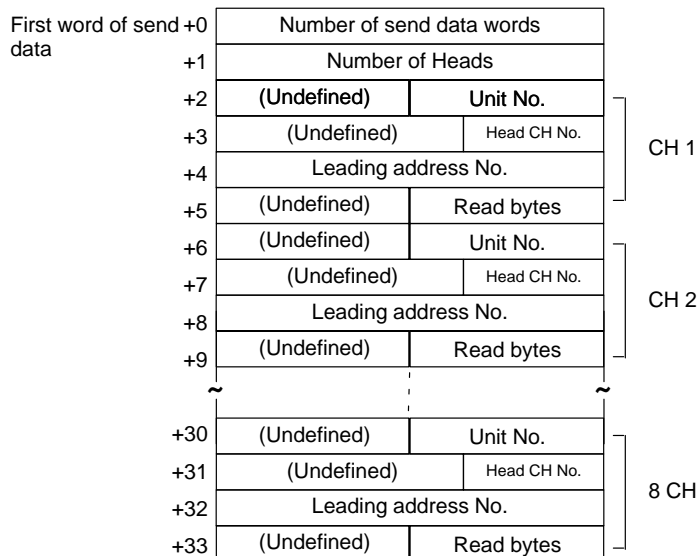 First word of send data +0 Number of send data words
+1 Number of Heads
+2 (Undefined) Unit No.
+3 (Undefined) Head CH No.
+4 Leading address No.
+5 (Undefined) Read bytes
CH 1
+6 (Undefined) Unit No.
+7 (Undefined) Head CH No.
+8 Leading address No.
+9 (Undefined) Read bytes
CH 2
~ ~
+30 (Undefined) Unit No.
+31 (Undefined) Head CH No.
+32 Leading address No.
+33 (Undefined) Read bytes
8 CH